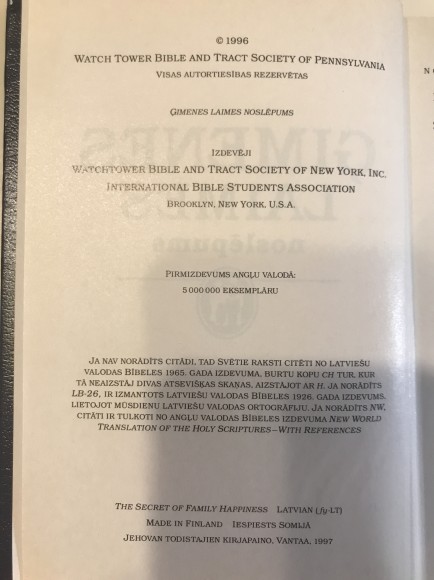 © 1996
WATCH TOWER BIBLE AND TRACT SOCIETY OF PENNSYLVANIA
VISAS AUTORTIESĪBAS REZERVĒTAS
ĢIMENES LAIMES NOSLĒPUMS
IZDEVĒJI
WATCHTOWER BIBLE AND TRACT SOCIETY OF NEW YORK, INC.
INTERNATIONAL BIBLE STUDENTS ASSOCIATION
BROOKLYN, NEW YORK, U.S.A.
PIRMIZDEVUMS ANGĻU VALODĀ:
5 000 000 EKSEMPLĀRU
JA NAV NORĀDĪTS CITĀDI, TAD SVĒTIE RAKSTI CITĒTI NO LATVIEŠU
VALODAS BĪBELES 1965. GADA IZDEVUMA, BURTU KOPU CH TUR, KUR
TĀ NEAIZSTĀJ DIVAS ATSEVIŠĶAS SKAŅAS, AIZSTĀJOT AR H. JA NORĀDĪTS
LB-26, IR IZMANTOTS LATVIEŠU VALODAS BĪBELES 1926. GADA IZDEVUMS,
LIETOJOT MŪSDIENU LATVIEŠU VALODAS ORTOGRĀFIJU. JA NORĀDĪTS NW,
CITĀTI IR TULKOTI NO ANGĻU VALODAS BĪBELES IZDEVUMA NEW WORLD
TRANSLATION OF THE HOLY SCRIPTURES—WITH REFERENCES
THE SECRET OF FAMILY HAPPINESS LATVIAN (fy-LT)
MADE IN FINLAND IESPIESTS SOMIJĀ
JEHOVAN TODISTAJIEN KIRJAPAINO, VANTAA, 1997